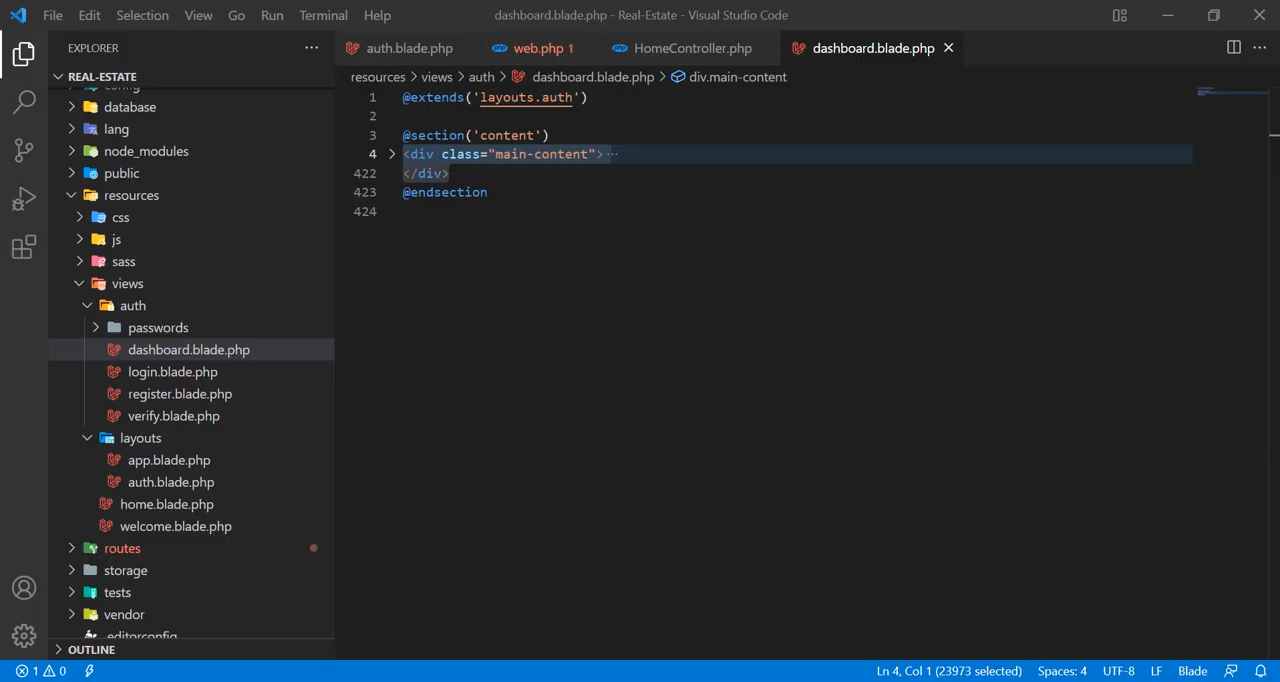 File Edit Selection View Go Run Terminal Help dashboard.blade.php - Real-Estate - Visual Studio Code
EXPLORER
auth.blade.php web.php 1 HomeController.php dashboard.blade.php
resources > views > auth > dashboard.blade.php > div.main-content
REAL-ESTATE
config
database
lang
node_modules
public
resources
css
js
sass
views
auth
passwords
dashboard.blade.php
login.blade.php
register.blade.php
verify.blade.php
layouts
app.blade.php
auth.blade.php
home.blade.php
welcome.blade.php
routes
storage
tests
vendor
.editorconfig
OUTLINE
1 @extends('layouts.auth')
2
3 @section('content')
4 <div class="main-content"> ···
422 </div>
423 @endsection
424
1 0 Ln 4, Col 1 (23973 selected) Spaces: 4 UTF-8 LF Blade